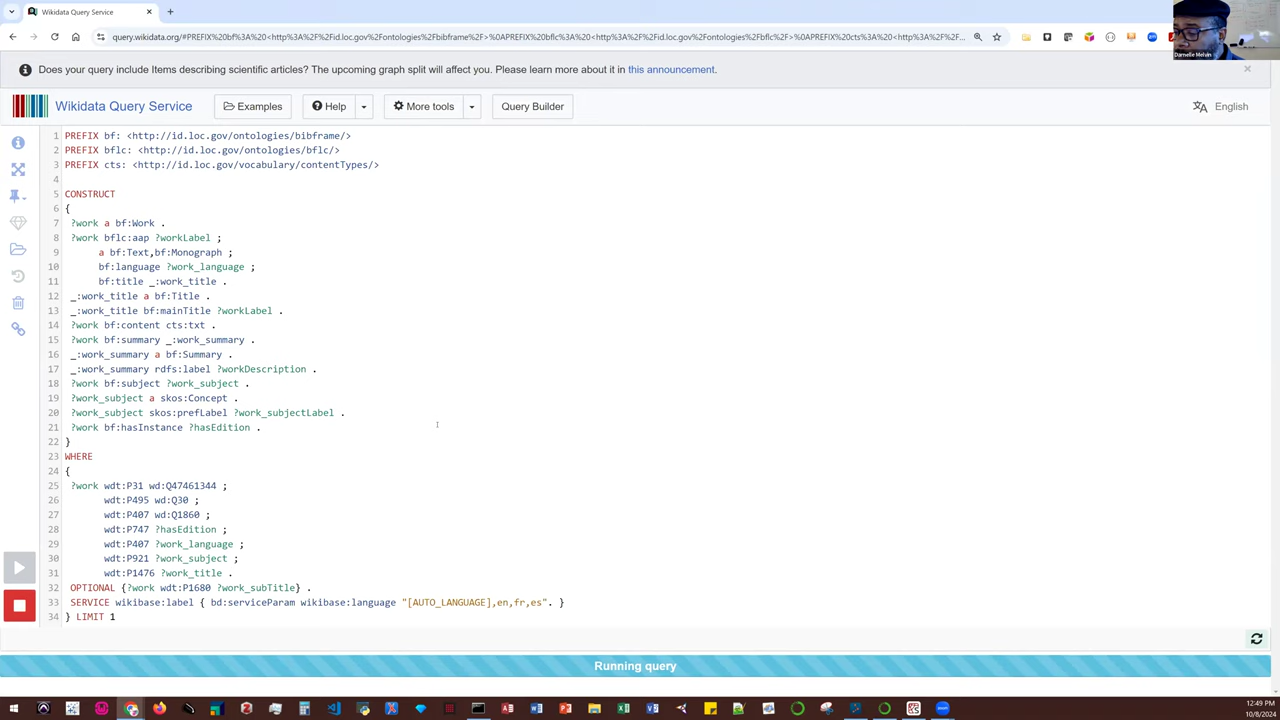 Wikidata Query Service
query.wikidata.org/#PREFIX%20bf%3A%20<http%3A%2F%2Fid.loc.gov%2Fontologies%2Fbibframe%2F>%0APREFIX%20bflc%3A%20<http%3A%2F%2Fid.loc.gov%2Fontologies%2Fbflc%2F>%0APREFIX%20cts%3A%20<http%3A%2F%2Fid.loc.gov%2F...
Darnelle Melvin
Does your query include Items describing scientific articles? The upcoming graph split will affect you. Please learn more about it in this announcement.
Wikidata Query Service Examples Help More tools Query Builder English
1 PREFIX bf: <http://id.loc.gov/ontologies/bibframe/>
2 PREFIX bflc: <http://id.loc.gov/ontologies/bflc/>
3 PREFIX cts: <http://id.loc.gov/vocabulary/contentTypes/>
4
5 CONSTRUCT
6 {
7 ?work a bf:Work .
8 ?work bflc:aap ?workLabel ;
9 a bf:Text,bf:Monograph ;
10 bf:language ?work_language ;
11 bf:title _:work_title .
12 _:work_title a bf:Title .
13 _:work_title bf:mainTitle ?workLabel .
14 ?work bf:content cts:txt .
15 ?work bf:summary _:work_summary .
16 _:work_summary a bf:Summary .
17 _:work_summary rdfs:label ?workDescription .
18 ?work bf:subject ?work_subject .
19 ?work_subject a skos:Concept .
20 ?work_subject skos:prefLabel ?work_subjectLabel .
21 ?work bf:hasInstance ?hasEdition .
22 }
23 WHERE
24 {
25 ?work wdt:P31 wd:Q47461344 ;
26 wdt:P495 wd:Q30 ;
27 wdt:P407 wd:Q1860 ;
28 wdt:P747 ?hasEdition ;
29 wdt:P407 ?work_language ;
30 wdt:P921 ?work_subject ;
31 wdt:P1476 ?work_title .
32 OPTIONAL {?work wdt:P1680 ?work_subTitle} .
33 SERVICE wikibase:label { bd:serviceParam wikibase:language "[AUTO_LANGUAGE],en,fr,es". }
34 } LIMIT 1
Running query
12:49 PM
10/8/2024